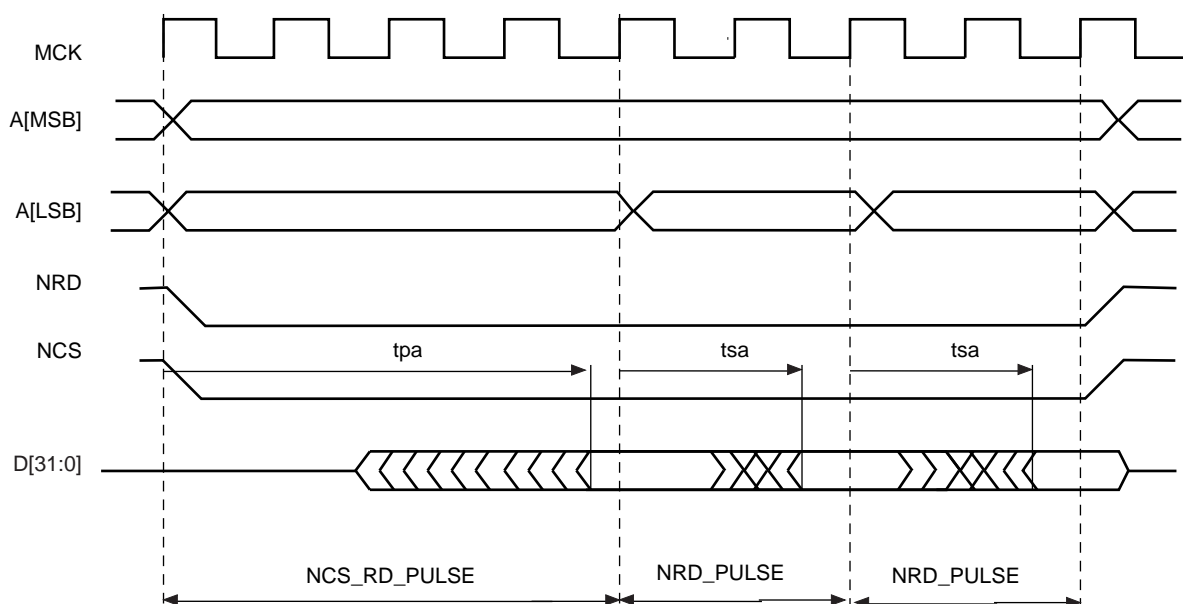 MCK
A[MSB]
A[LSB]
NRD
NCS
tpa
tsa
tsa
D[31:0]
NCS_RD_PULSE
NRD_PULSE
NRD_PULSE